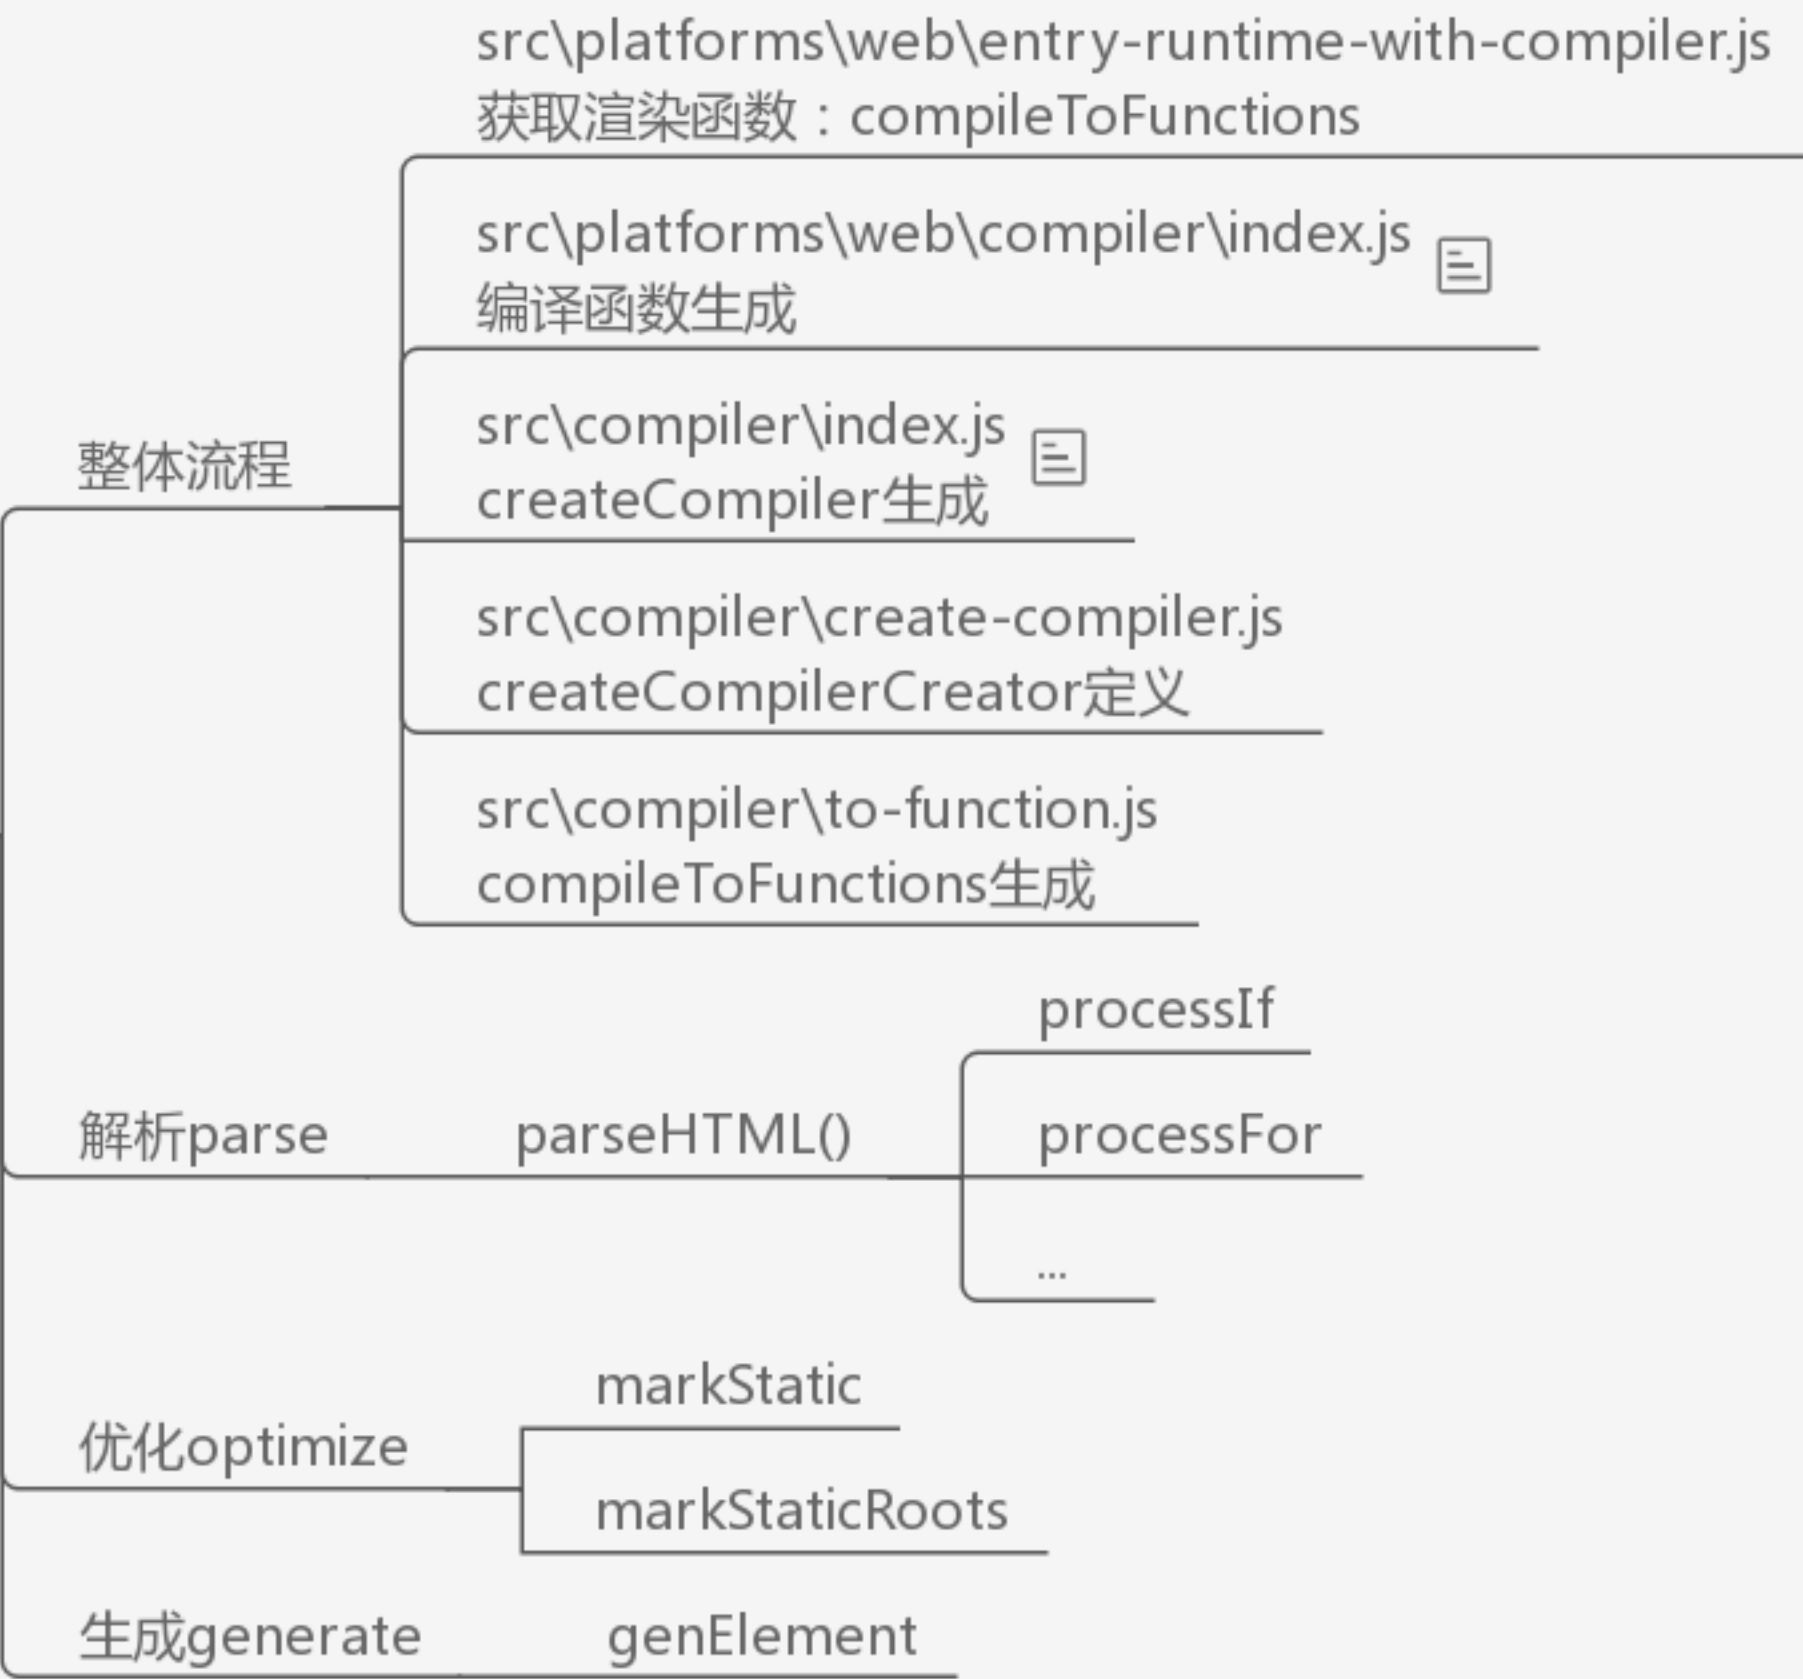 src\platforms\web\entry-runtime-with-compiler.js
获取渲染函数：compileToFunctions
src\platforms\web\compiler\index.js
编译函数生成
src\compiler\index.js
createCompiler生成
整体流程
src\compiler\create-compiler.js
createCompilerCreator定义
src\compiler\to-function.js
compileToFunctions生成
processIf
解析parse
parseHTML()
processFor
...
markStatic
优化optimize
markStaticRoots
生成generate
genElement